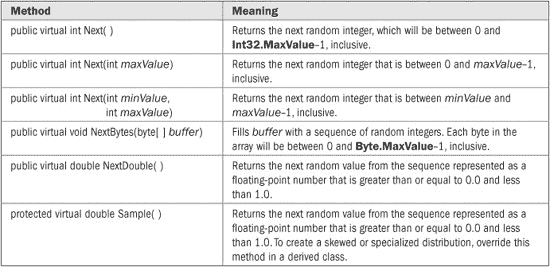 Method Meaning
public virtual int Next( ) Returns the next random integer, which will be between 0 and
Int32.MaxValue–1, inclusive.
public virtual int Next(int maxValue) Returns the next random integer that is between 0 and maxValue–1,
inclusive.
public virtual int Next(int minValue, Returns the next random integer that is between minValue and
int maxValue) maxValue–1, inclusive.
public virtual void NextBytes(byte[ ] buffer) Fills buffer with a sequence of random integers. Each byte in the
array will be between 0 and Byte.MaxValue–1, inclusive.
public virtual double NextDouble( ) Returns the next random value from the sequence represented as a
floating-point number that is greater than or equal to 0.0 and less
than 1.0.
protected virtual double Sample( ) Returns the next random value from the sequence represented as a
floating-point number that is greater than or equal to 0.0 and less
than 1.0. To create a skewed or specialized distribution, override this
method in a derived class.